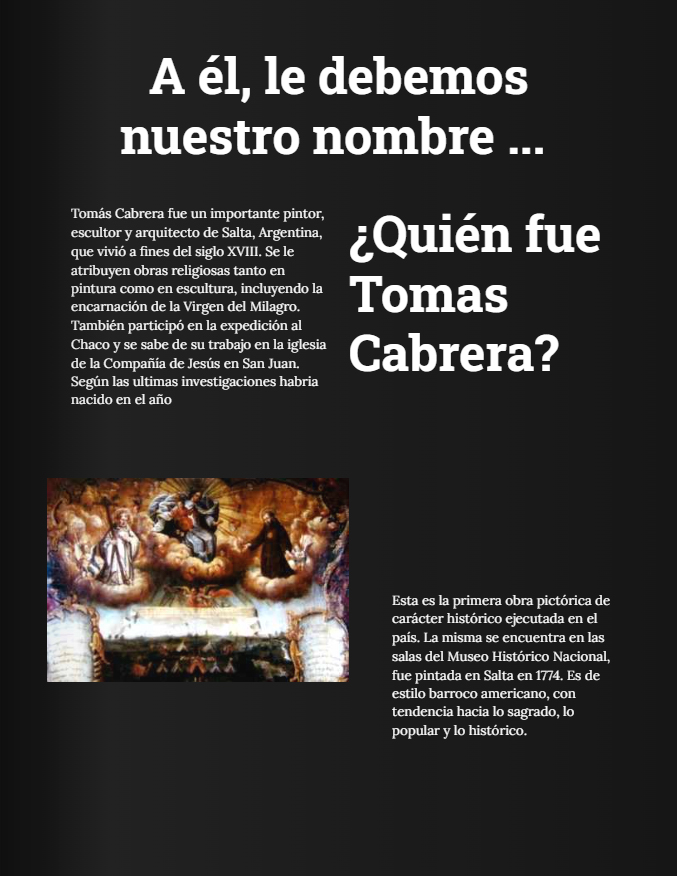 A él, le debemos
nuestro nombre ...
Tomás Cabrera fue un importante pintor,
escultor y arquitecto de Salta, Argentina,
que vivió a fines del siglo XVIII. Se le
atribuyen obras religiosas tanto en
pintura como en escultura, incluyendo la
encarnación de la Virgen del Milagro.
También participó en la expedición al
Chaco y se sabe de su trabajo en la iglesia
de la Compañía de Jesús en San Juan.
Según las ultimas investigaciones habria
nacido en el año
¿Quién fue
Tomas
Cabrera?
Esta es la primera obra pictórica de
carácter histórico ejecutada en el
país. La misma se encuentra en las
salas del Museo Histórico Nacional,
fue pintada en Salta en 1774. Es de
estilo barroco americano, con
tendencia hacia lo sagrado, lo
popular y lo histórico.